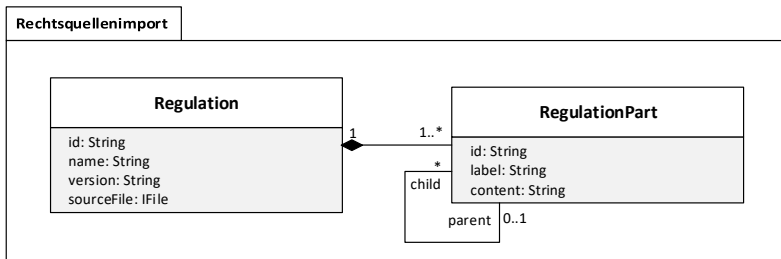 Rechtsquellenimport
Regulation
id: String
name: String
version: String
sourceFile: IFile
1
1..*
RegulationPart
id: String
label: String
content: String
*
child
parent
0..1